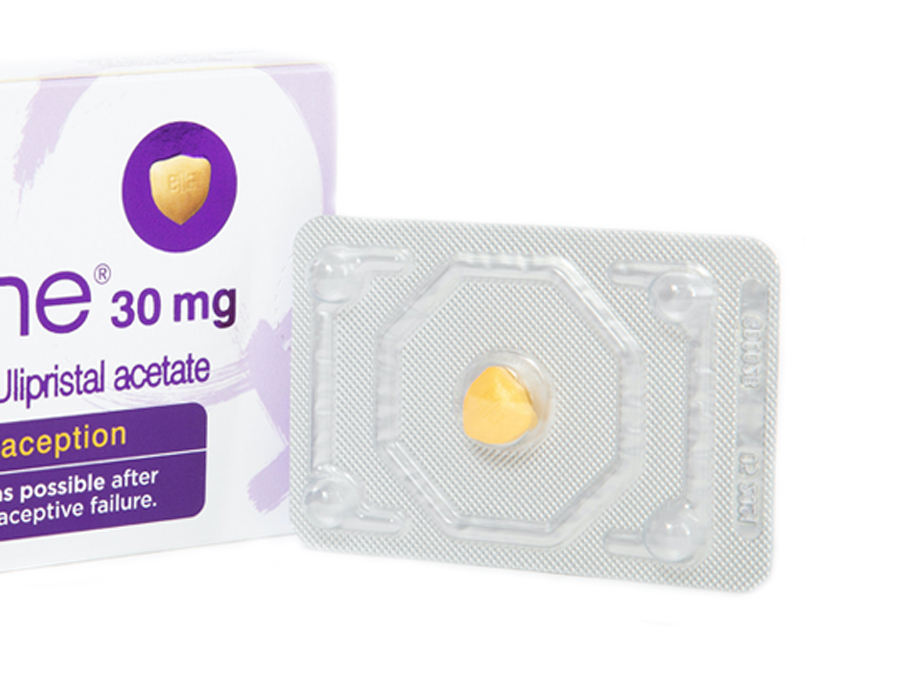 ne® 30 mg
Ulipristal acetate
aception
as possible after
aceptive failure.